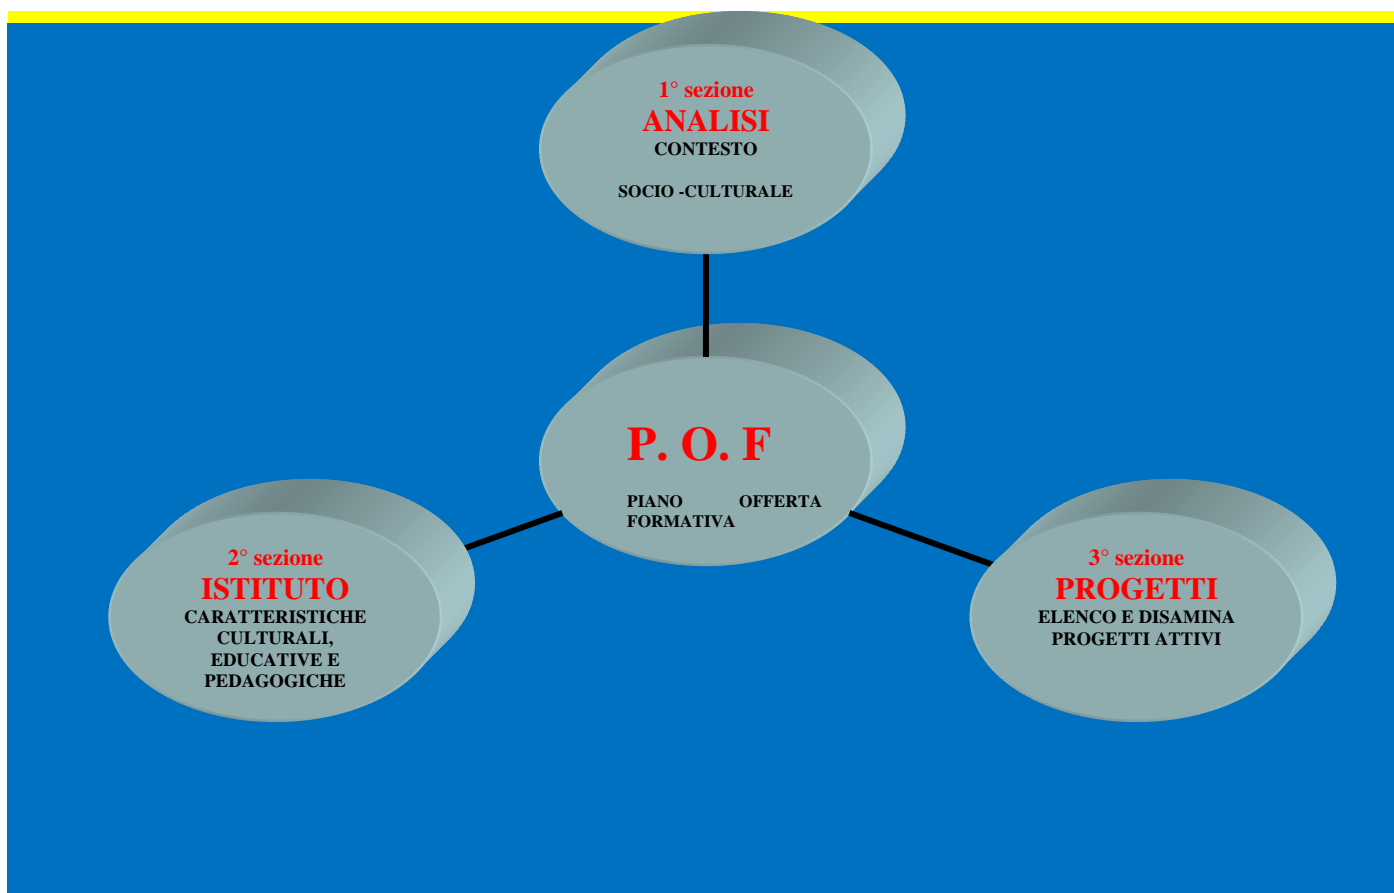 1° sezione
ANALISI
CONTESTO
SOCIO -CULTURALE
P. O. F
PIANO OFFERTA
FORMATIVA
2° sezione
ISTITUTO
CARATTERISTICHE
CULTURALI,
EDUCATIVE E
PEDAGOGICHE
3° sezione
PROGETTI
ELENCO E DISAMINA
PROGETTI ATTIVI